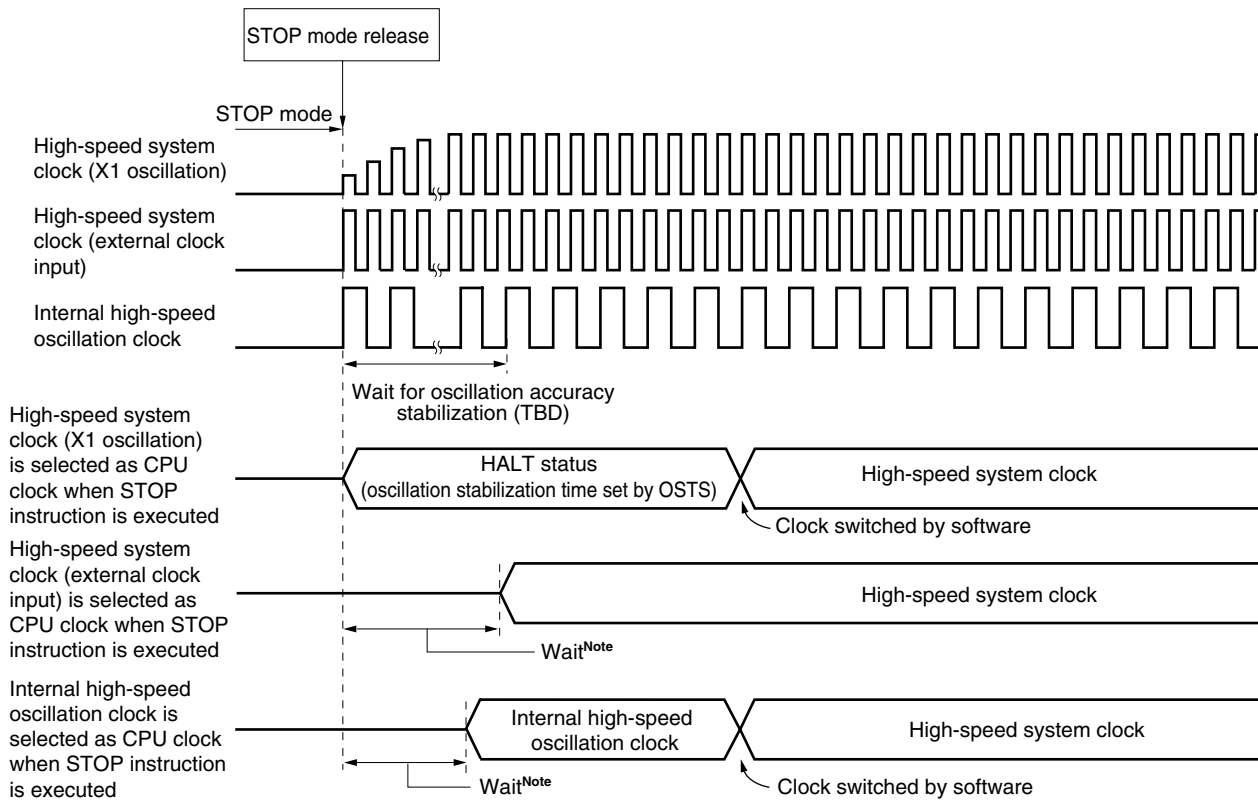 STOP mode release
STOP mode
High-speed system
clock (X1 oscillation)
High-speed system
clock (external clock
input)
Internal high-speed
oscillation clock
Wait for oscillation accuracy
stabilization (TBD)
High-speed system
clock (X1 oscillation)
is selected as CPU
clock when STOP
instruction is executed
HALT status
(oscillation stabilization time set by OSTS)
High-speed system clock
Clock switched by software
High-speed system
clock (external clock
input) is selected as
CPU clock when STOP
instruction is executed
High-speed system clock
WaitNote
Internal high-speed
oscillation clock is
selected as CPU clock
when STOP instruction
is executed
Internal high-speed
oscillation clock
High-speed system clock
WaitNote
Clock switched by software